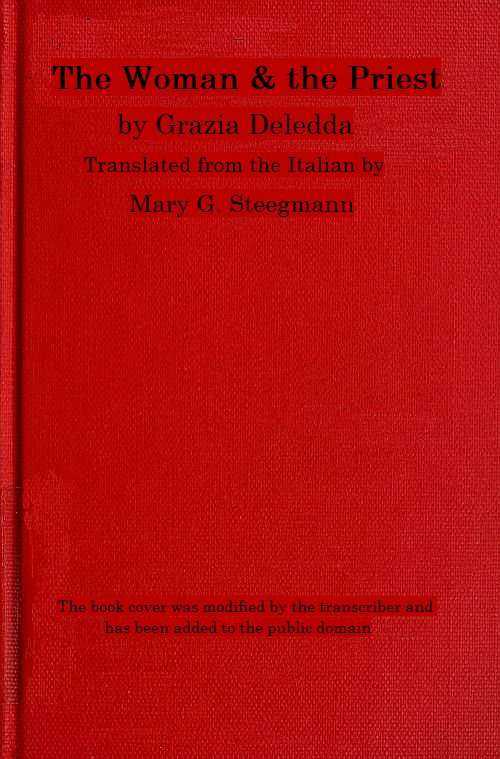 The Woman & the Priest
by Grazia Deledda
Translated from the Italian by
Mary G. Steegmann
The book cover was modified by the transcriber and
has been added to the public domain